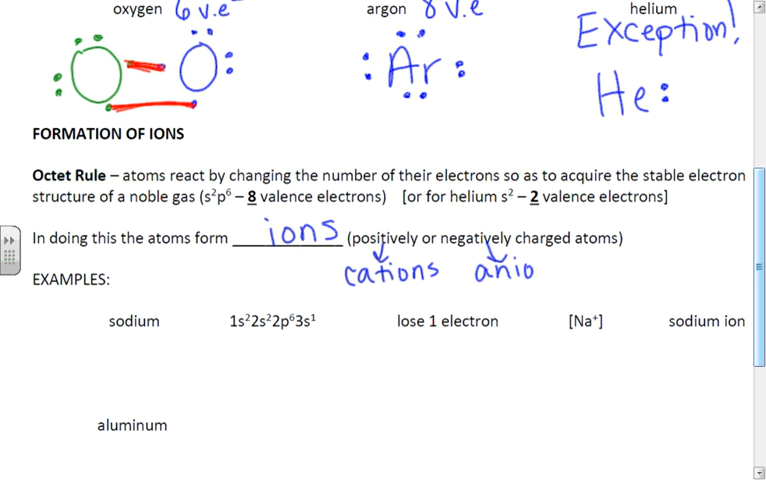 oxygen 6 v.e⁻ argon 8 v.e helium
O O : Ar : Exception!
He:
FORMATION OF IONS
Octet Rule – atoms react by changing the number of their electrons so as to acquire the stable electron
structure of a noble gas (s²p⁶ – 8 valence electrons) [or for helium s² – 2 valence electrons]
In doing this the atoms form ions (positively or negatively charged atoms)
cations anio
EXAMPLES:
sodium 1s²2s²2p⁶3s¹ lose 1 electron [Na⁺] sodium ion
aluminum